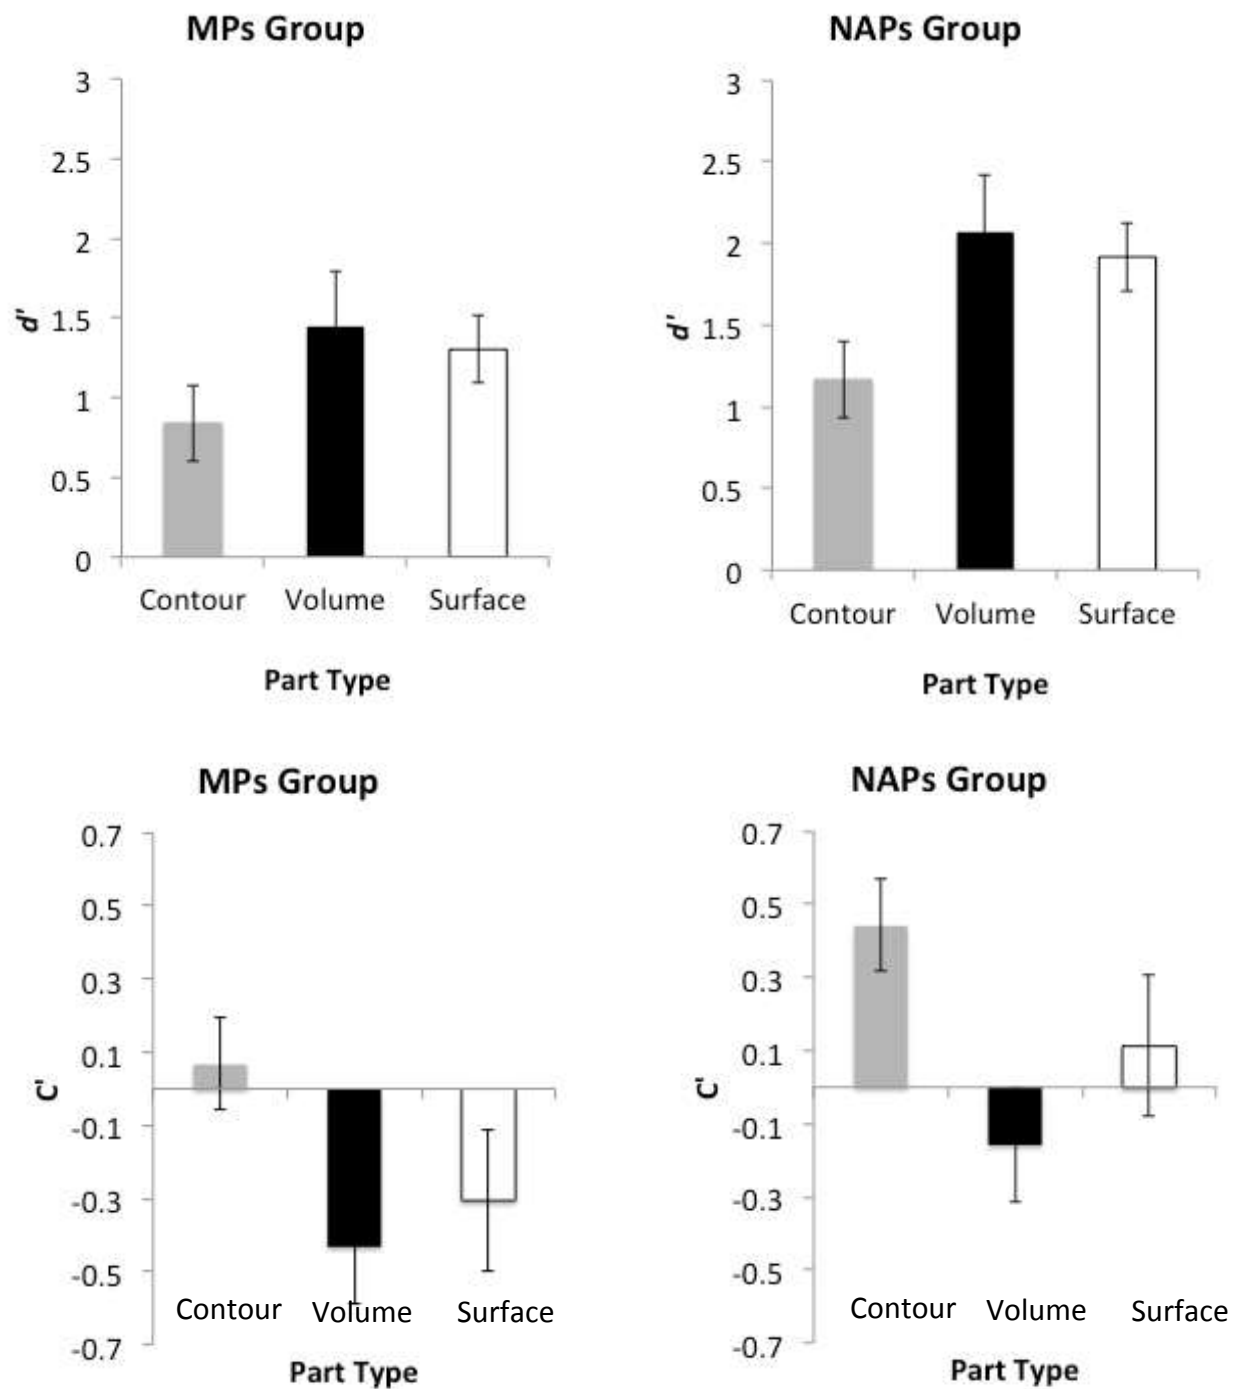 MPs Group
3
2.5
2
1.5
1
0.5
0
d'
Contour Volume Surface
Part Type
NAPs Group
3
2.5
2
1.5
1
0.5
0
d'
Contour Volume Surface
Part Type
MPs Group
0.7
0.5
0.3
0.1
-0.1
-0.3
-0.5
-0.7
C'
Contour Volume Surface
Part Type
NAPs Group
0.7
0.5
0.3
0.1
-0.1
-0.3
-0.5
-0.7
C'
Contour Volume Surface
Part Type